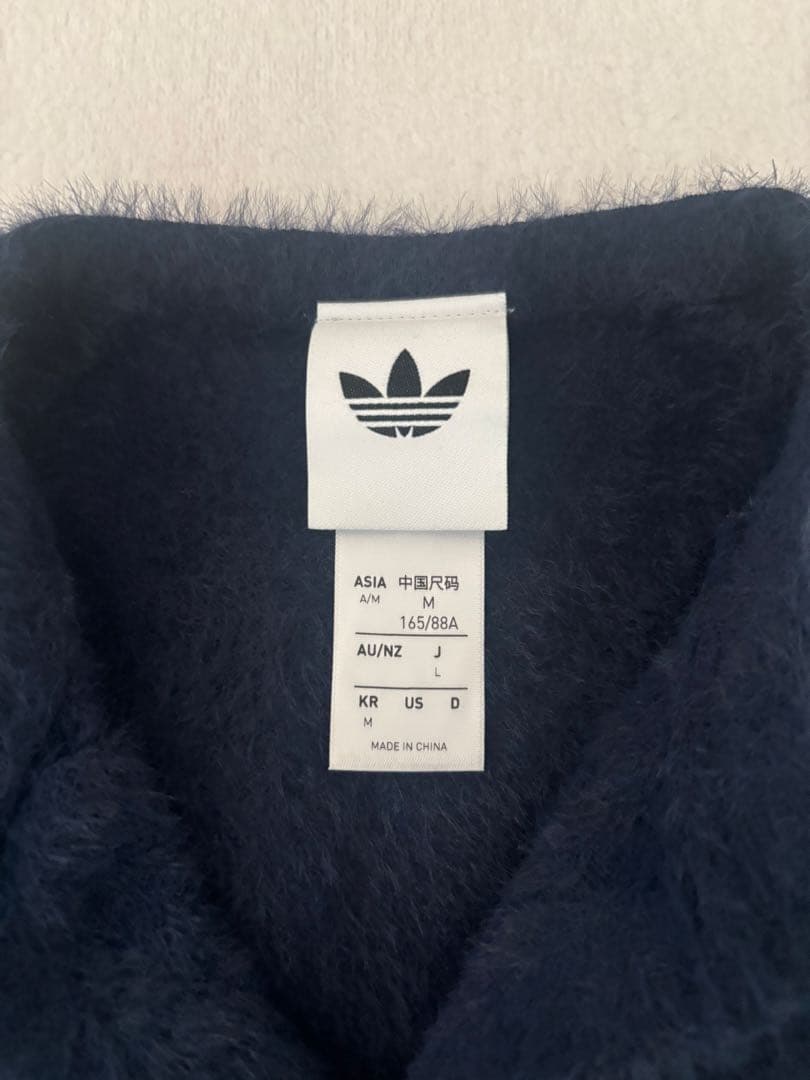 ASIA 中国尺码
A/M M
165/88A
AU/NZ J
L
KR US D
M
MADE IN CHINA